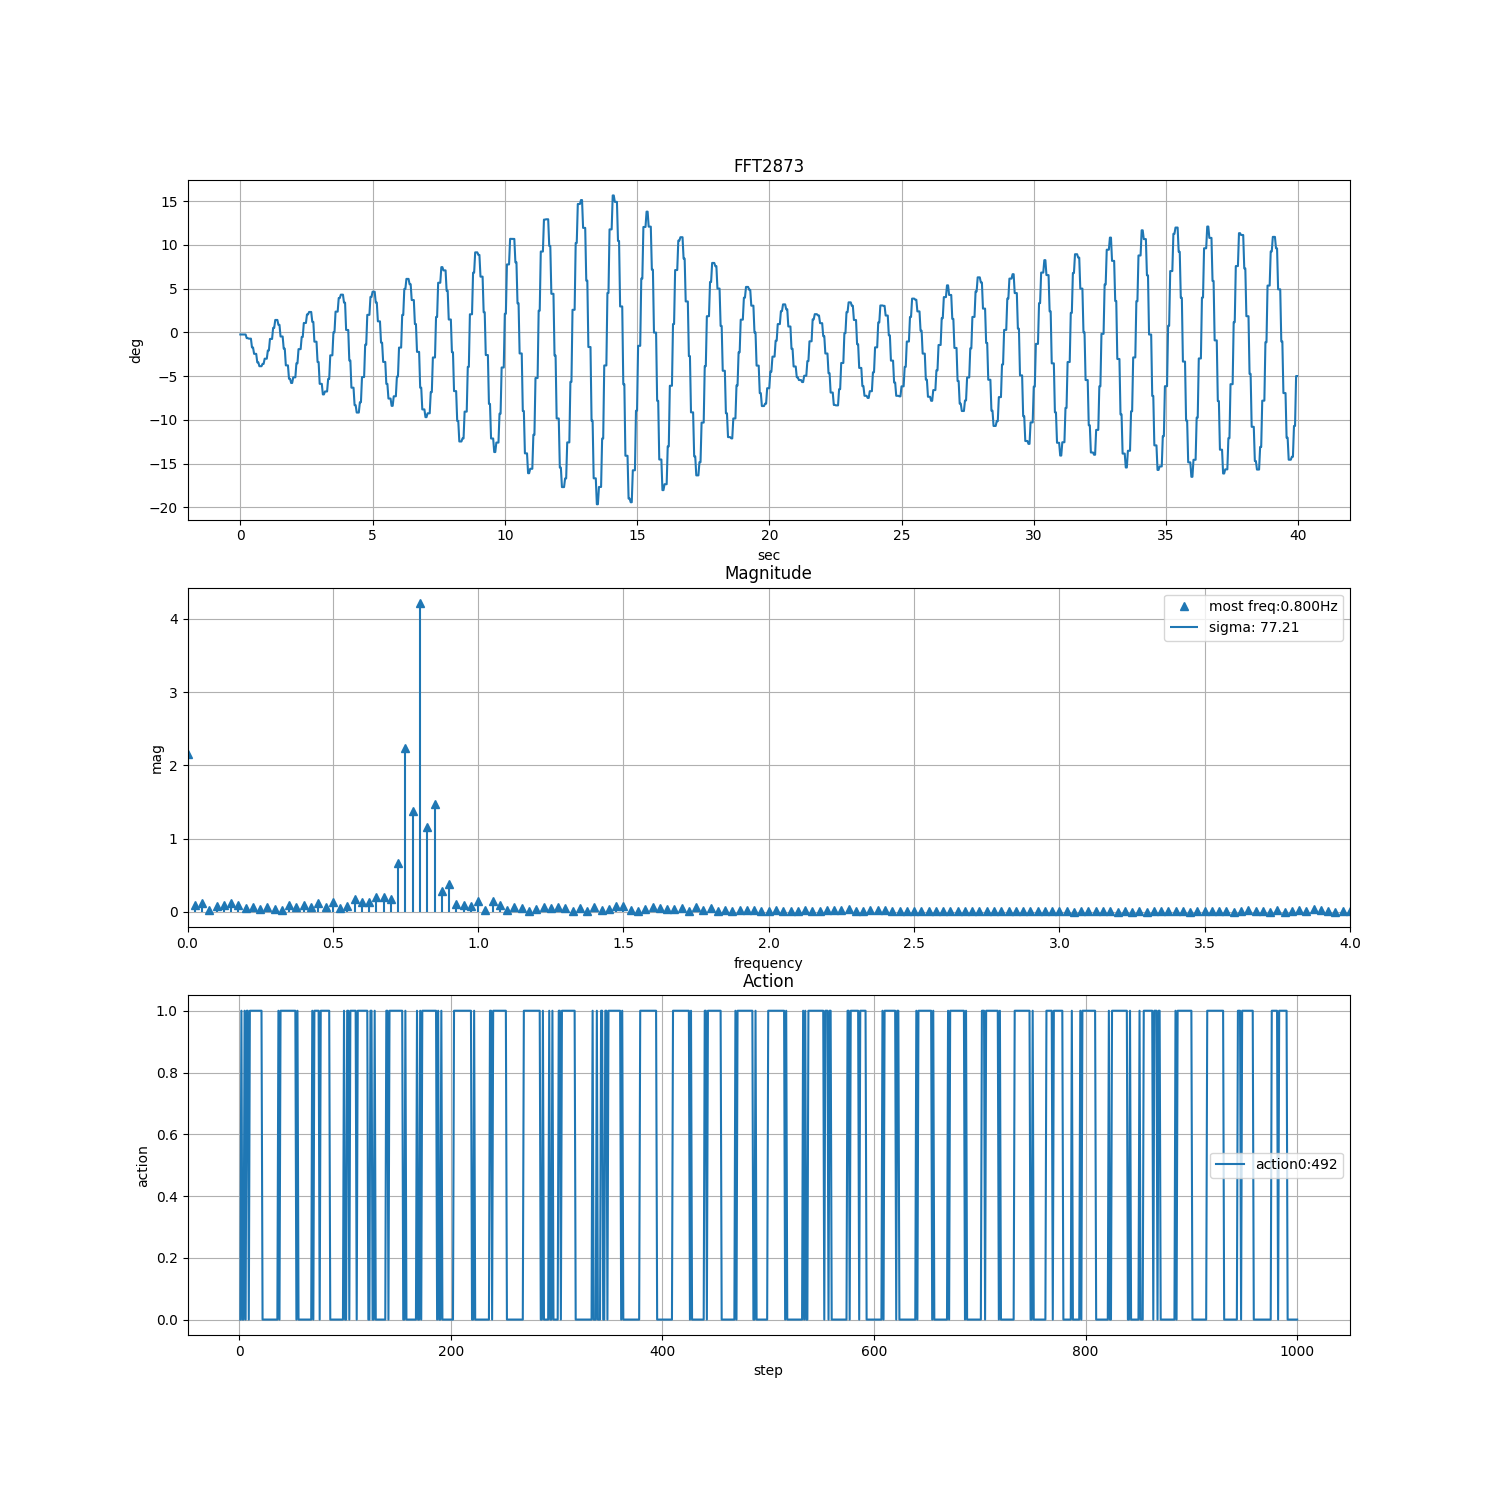 FFT2873
15
10
5
0
−5
−10
−15
−20
deg
0 5 10 15 20 25 30 35 40
sec
Magnitude
most freq:0.800Hz
sigma: 77.21
4
3
2
1
0
mag
0.0 0.5 1.0 1.5 2.0 2.5 3.0 3.5 4.0
frequency
Action
1.0
0.8
0.6
0.4
0.2
0.0
action
action0:492
0 200 400 600 800 1000
step